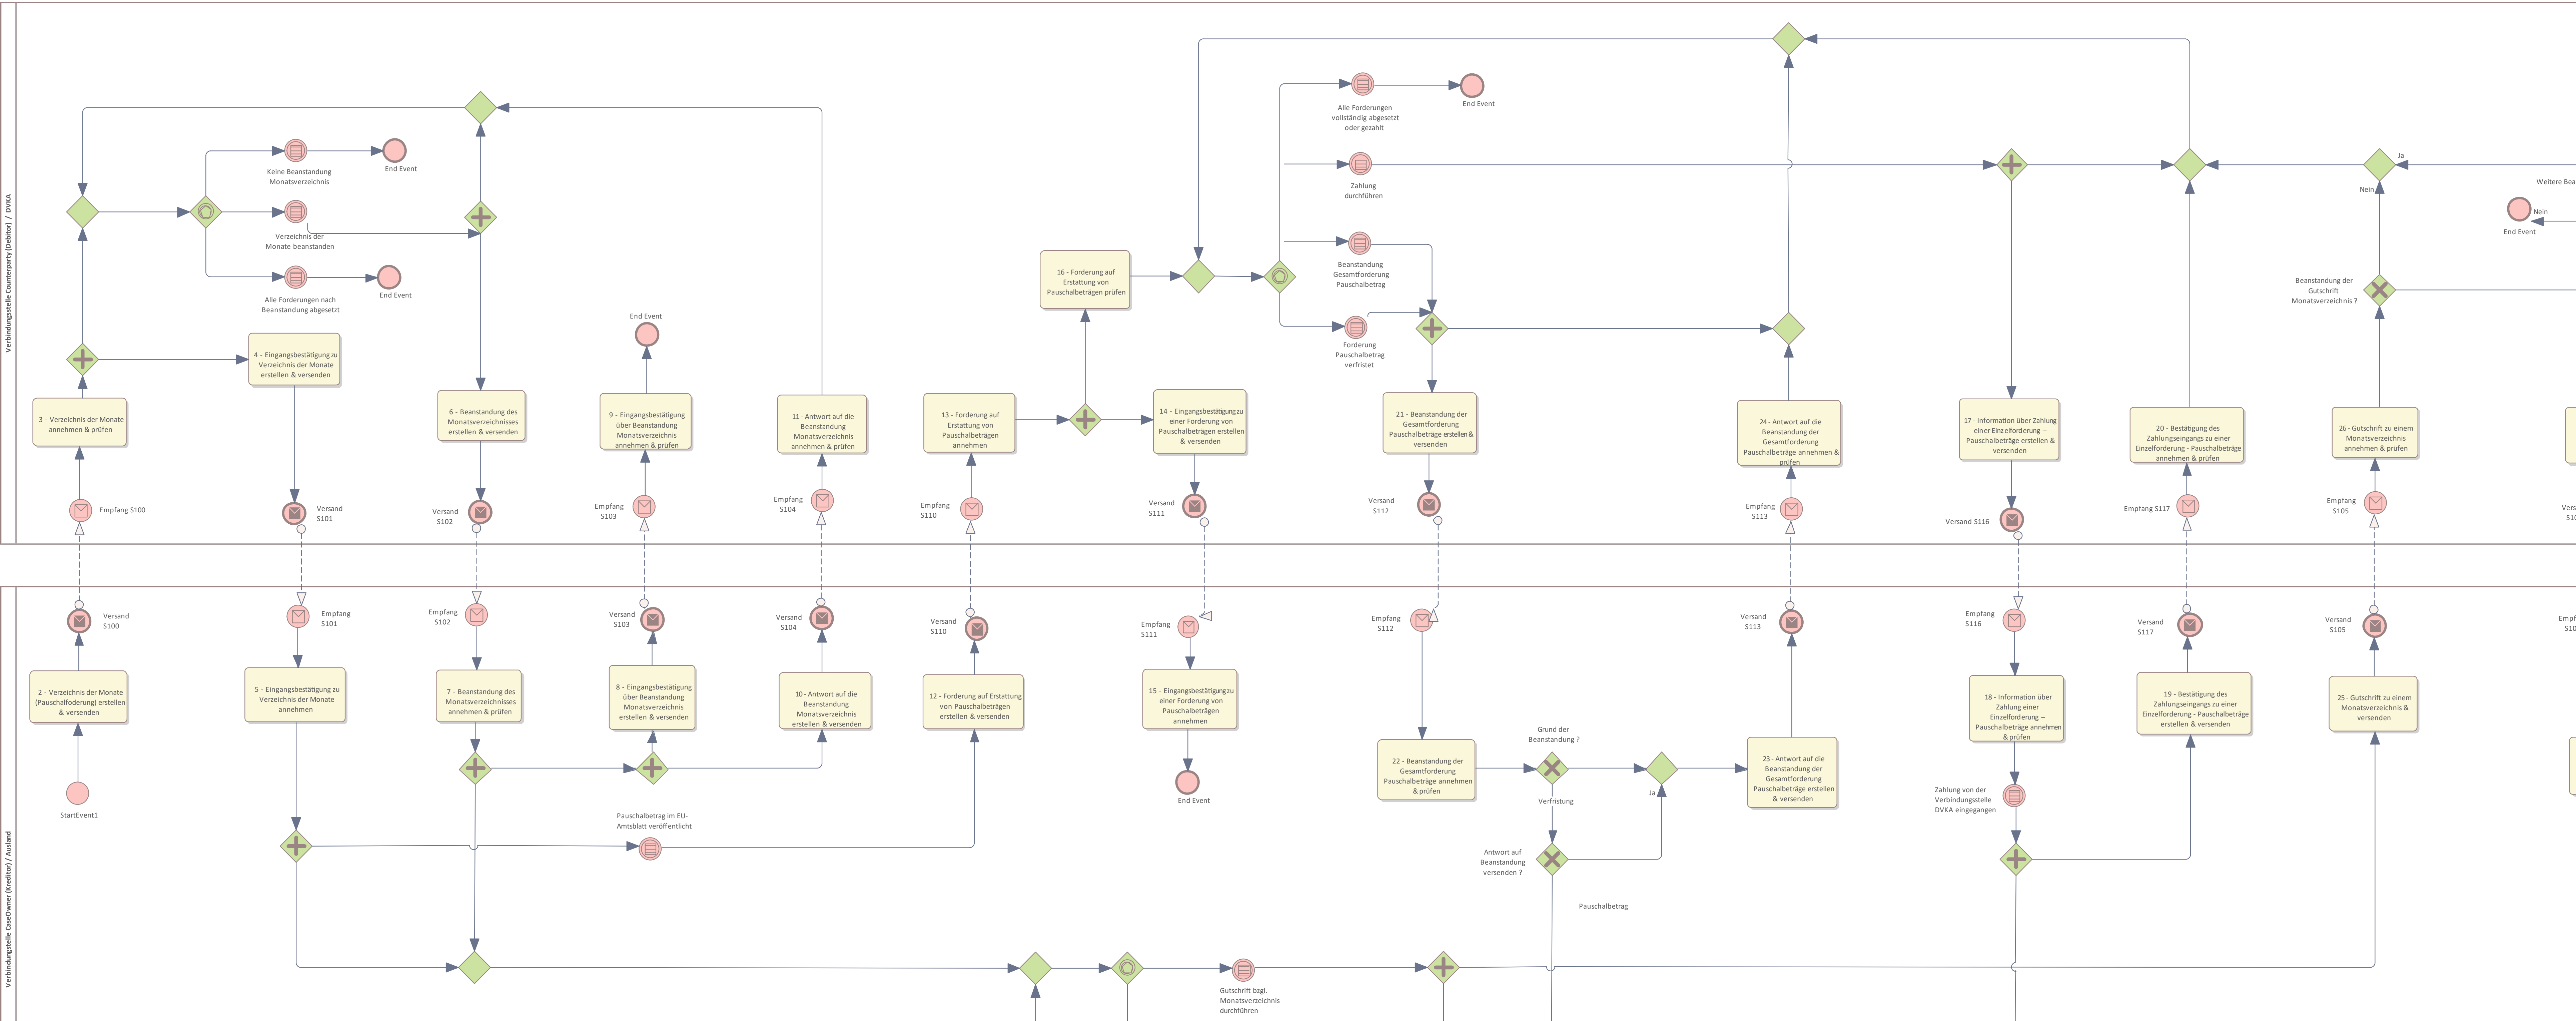 Verbindungsstelle Counterparty (Debitor) / DVKA
Keine Beanstandung
Monatsverzeichnis
End Event
Verzeichnis der
Monate beanstanden
Alle Forderungen nach
Beanstandung abgesetzt
End Event
3 - Verzeichnis der Monate
annehmen & prüfen
Empfang S100
4 - Eingangsbestätigung zu
Verzeichnis der Monate
erstellen & versenden
Versand
S101
6 - Beanstandung des
Monatsverzeichnisses
erstellen & versenden
Versand
S102
End Event
9 - Eingangsbestätigung
über Beanstandung
Monatsverzeichnis
annehmen & prüfen
Empfang
S103
11 - Antwort auf die
Beanstandung
Monatsverzeichnis
annehmen & prüfen
Empfang
S104
13 - Forderung auf
Erstattung von
Pauschalbeträgen
annehmen
Empfang
S110
16 - Forderung auf
Erstattung von
Pauschalbeträgen prüfen
14 - Eingangsbestätigung zu
einer Forderung von
Pauschalbeträgen erstellen
& versenden
Versand
S111
Alle Forderungen
vollständig abgesetzt
oder gezahlt
End Event
Zahlung
durchführen
Beanstandung
Gesamtforderung
Pauschalbetrag
Forderung
Pauschalbetrag
verfristet
21 - Beanstandung der
Gesamtforderung
Pauschalbeträge erstellen &
versenden
Versand
S112
24 - Antwort auf die
Beanstandung der
Gesamtforderung
Pauschalbeträge annehmen &
prüfen
Empfang
S113
17 - Information über Zahlung
einer Einzelforderung –
Pauschalbeträge erstellen &
versenden
Versand S116
20 - Bestätigung des
Zahlungseingangs zu einer
Einzelforderung - Pauschalbeträge
annehmen & prüfen
Empfang S117
Ja
Nein
Beanstandung der
Gutschrift
Monatsverzeichnis ?
26 - Gutschrift zu einem
Monatsverzeichnis
annehmen & prüfen
Empfang
S105
Weitere Bea
Nein
End Event
Vers
S10
Verbindungstelle CaseOwner (Kreditor) / Ausland
Versand
S100
2 - Verzeichnis der Monate
(Pauschalfoderung) erstellen
& versenden
StartEvent1
Empfang
S101
5 - Eingangsbestätigung zu
Verzeichnis der Monate
annehmen
Empfang
S102
7 - Beanstandung des
Monatsverzeichnisses
annehmen & prüfen
Versand
S103
8 - Eingangsbestätigung
über Beanstandung
Monatsverzeichnis
erstellen & versenden
Pauschalbetrag im EU-
Amtsblatt veröffentlicht
Versand
S104
10 - Antwort auf die
Beanstandung
Monatsverzeichnis
erstellen & versenden
Versand
S110
12 - Forderung auf Erstattung
von Pauschalbeträgen
erstellen & versenden
Empfang
S111
15 - Eingangsbestätigung zu
einer Forderung von
Pauschalbeträgen
annehmen
End Event
Gutschrift bzgl.
Monatsverzeichnis
durchführen
Empfang
S112
22 - Beanstandung der
Gesamtforderung
Pauschalbeträge annehmen
& prüfen
Grund der
Beanstandung ?
Verfristung
Ja
Antwort auf
Beanstandung
versenden ?
Pauschalbetrag
Versand
S113
23 - Antwort auf die
Beanstandung der
Gesamtforderung
Pauschalbeträge erstellen
& versenden
Empfang
S116
18 - Information über
Zahlung einer
Einzelforderung –
Pauschalbeträge annehmen
& prüfen
Zahlung von der
Verbindungsstelle
DVKA eingegangen
Versand
S117
19 - Bestätigung des
Zahlungseingangs zu einer
Einzelforderung - Pauschalbeträge
erstellen & versenden
Versand
S105
25 - Gutschrift zu einem
Monatsverzeichnis &
versenden
Empf
S10